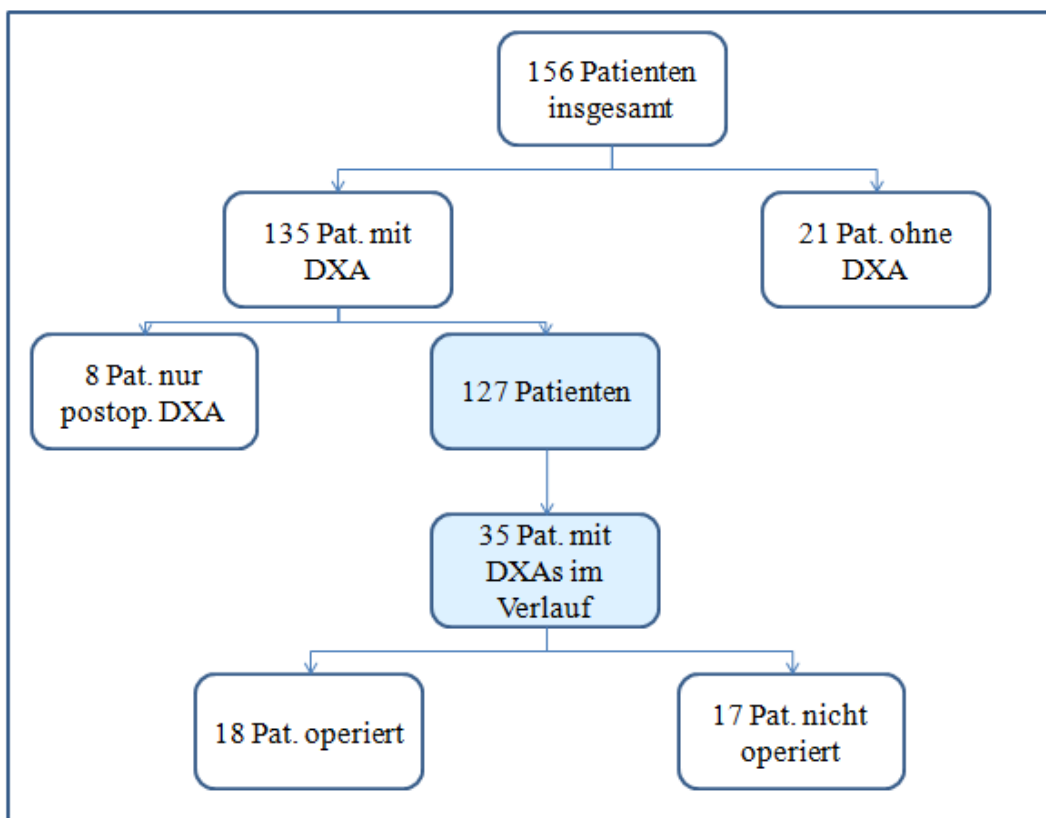 156 Patienten
insgesamt
135 Pat. mit
DXA
21 Pat. ohne
DXA
8 Pat. nur
postop. DXA
127 Patienten
35 Pat. mit
DXAs im
Verlauf
18 Pat. operiert
17 Pat. nicht
operiert